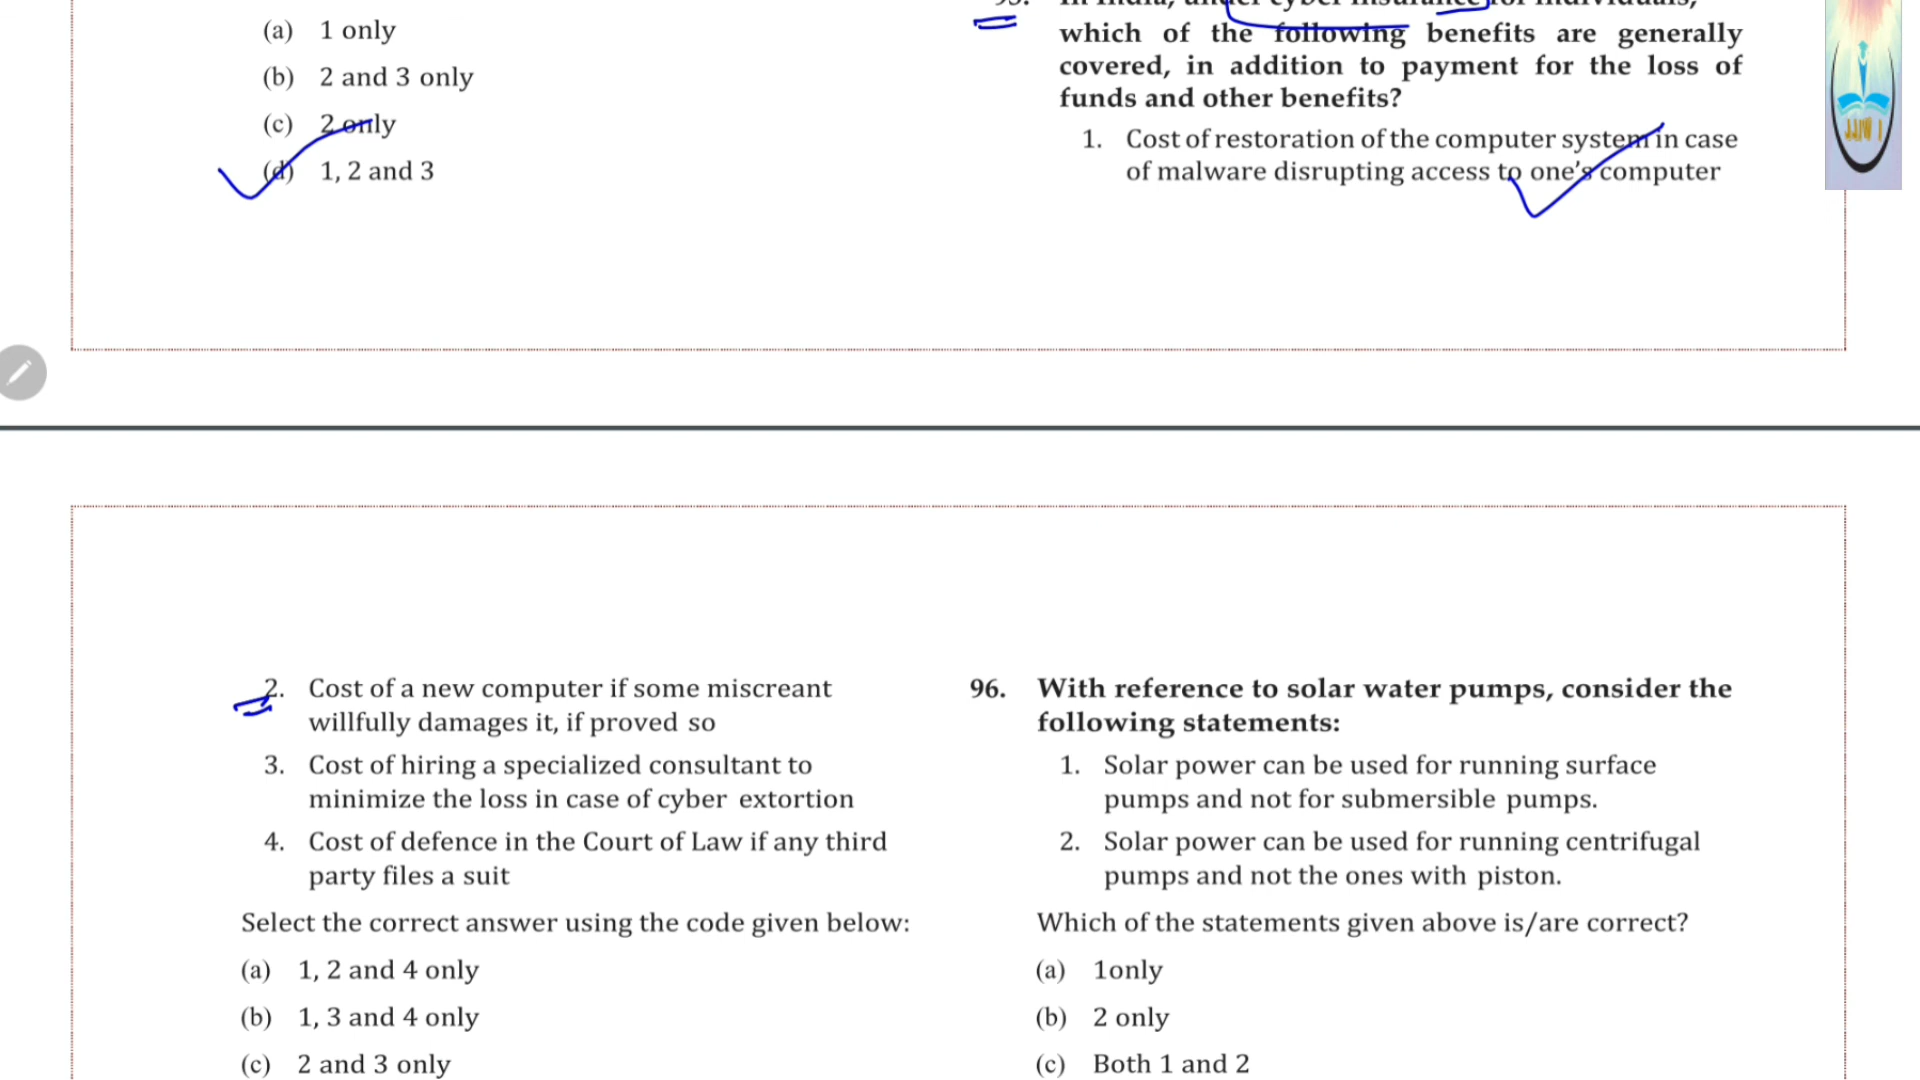 (a) 1 only
(b) 2 and 3 only
(c) 2 only
(d) 1, 2 and 3
which of the following benefits are generally
covered, in addition to payment for the loss of
funds and other benefits?
1. Cost of restoration of the computer system in case
of malware disrupting access to one's computer
2. Cost of a new computer if some miscreant
willfully damages it, if proved so
3. Cost of hiring a specialized consultant to
minimize the loss in case of cyber extortion
4. Cost of defence in the Court of Law if any third
party files a suit
Select the correct answer using the code given below:
(a) 1, 2 and 4 only
(b) 1, 3 and 4 only
(c) 2 and 3 only
96. With reference to solar water pumps, consider the
following statements:
1. Solar power can be used for running surface
pumps and not for submersible pumps.
2. Solar power can be used for running centrifugal
pumps and not the ones with piston.
Which of the statements given above is/are correct?
(a) 1only
(b) 2 only
(c) Both 1 and 2